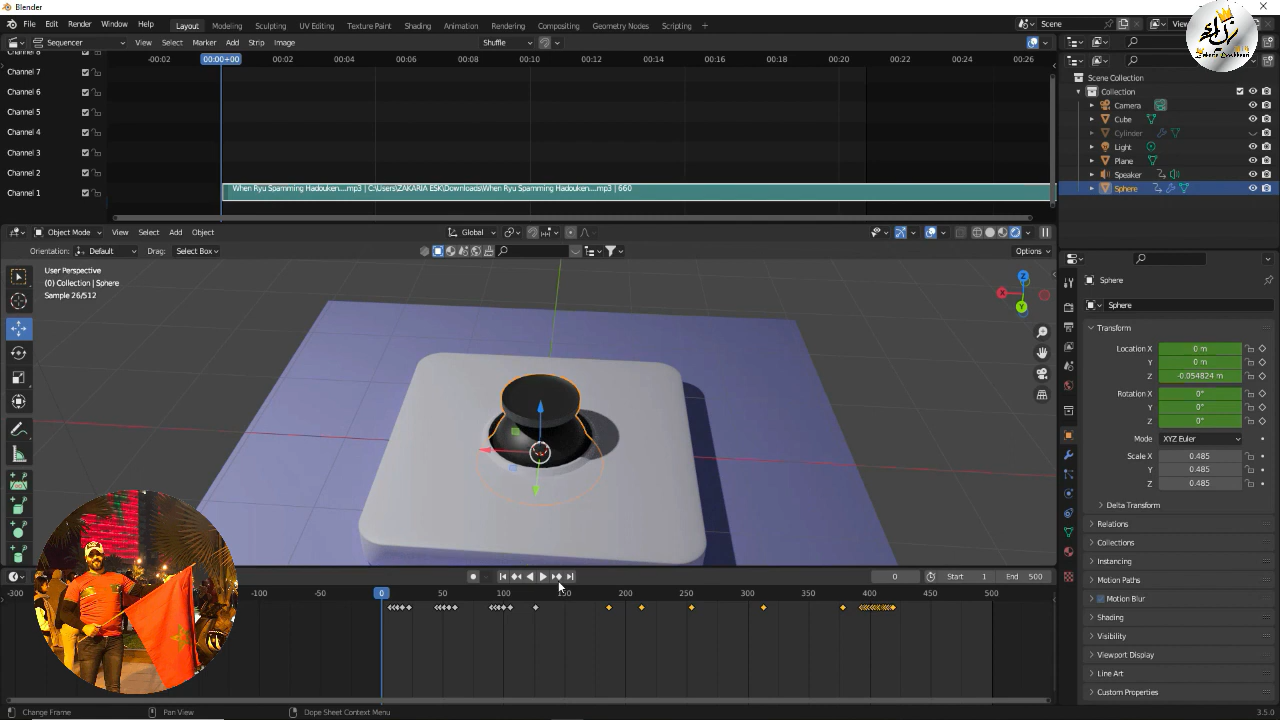 Blender
File Edit Render Window Help Layout Modeling Sculpting UV Editing Texture Paint Shading Animation Rendering Compositing Geometry Nodes Scripting + Scene
Sequencer View Select Marker Add Strip Image Shuffle
-00:02 00:00+00 00:02 00:04 00:06 00:08 00:10 00:12 00:14 00:16 00:18 00:20 00:22 00:24 00:26
Channel 7
Channel 6
Channel 5
Channel 4
Channel 3
Channel 2
Channel 1
When Ryu Spamming Hadouken....mp3 | C:\Users\ZAKARIA ESK\Downloads\When Ryu Spamming Hadouken....mp3 | 660
Scene Collection
Collection
Camera
Cube
Cylinder
Light
Plane
Speaker
Sphere
Object Mode View Select Add Object Global
Orientation: Default Drag: Select Box Options
User Perspective
(0) Collection | Sphere
Sample 26/512
X
Y
Z
Sphere
Sphere
Transform
Location X 0 m
Y 0 m
Z -0.054824 m
Rotation X 0°
Y 0°
Z 0°
Mode XYZ Euler
Scale X 0.485
Y 0.485
Z 0.485
Delta Transform
Relations
Collections
Instancing
Motion Paths
Motion Blur
Shading
Visibility
Viewport Display
Line Art
Custom Properties
0 Start 1 End 500
-300 -100 -50 0 50 100 150 200 250 300 350 400 450 500
Change Frame Pan View Dope Sheet Context Menu 3.5.0